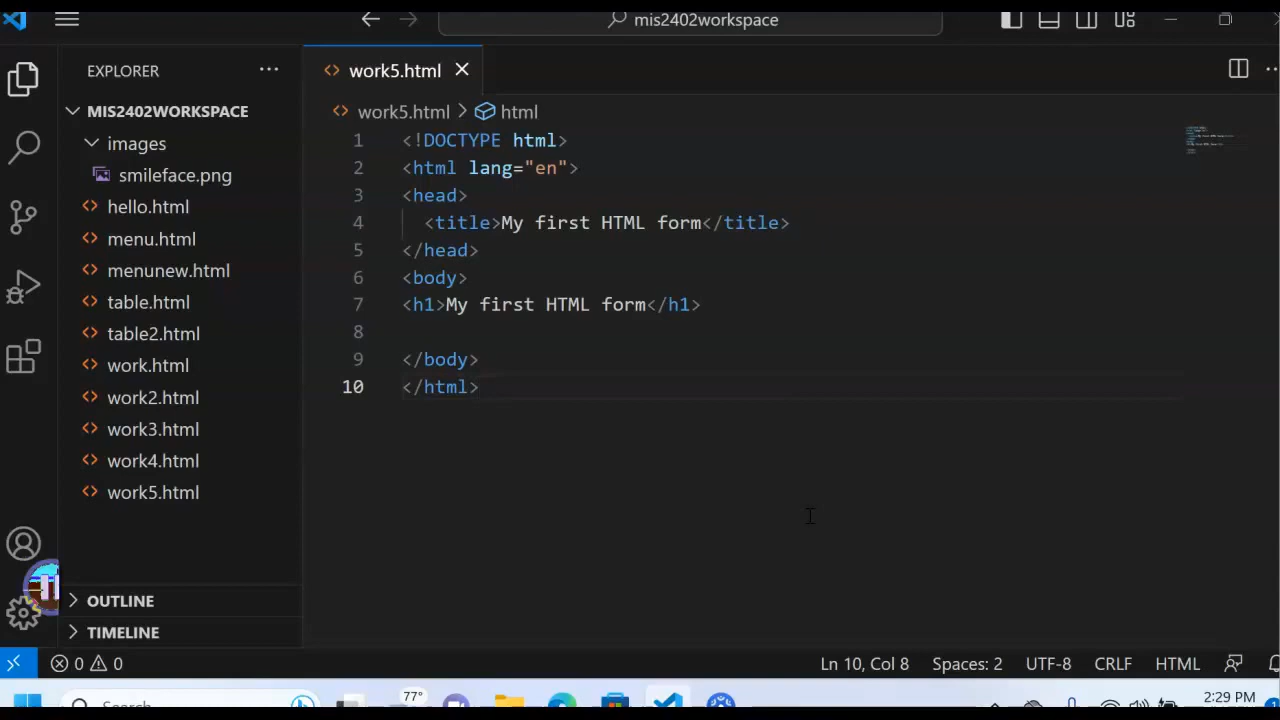 mis2402workspace
EXPLORER
MIS2402WORKSPACE
images
smileface.png
hello.html
menu.html
menunew.html
table.html
table2.html
work.html
work2.html
work3.html
work4.html
work5.html
OUTLINE
TIMELINE
work5.html
work5.html > html
1 <!DOCTYPE html>
2 <html lang="en">
3 <head>
4 <title>My first HTML form</title>
5 </head>
6 <body>
7 <h1>My first HTML form</h1>
8
9 </body>
10 </html>
0 0
Ln 10, Col 8 Spaces: 2 UTF-8 CRLF HTML
Search 77° 2:29 PM